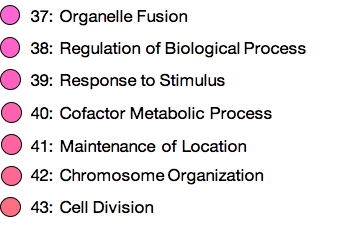 37: Organelle Fusion
38: Regulation of Biological Process
39: Response to Stimulus
40: Cofactor Metabolic Process
41: Maintenance of Location
42: Chromosome Organization
43: Cell Division